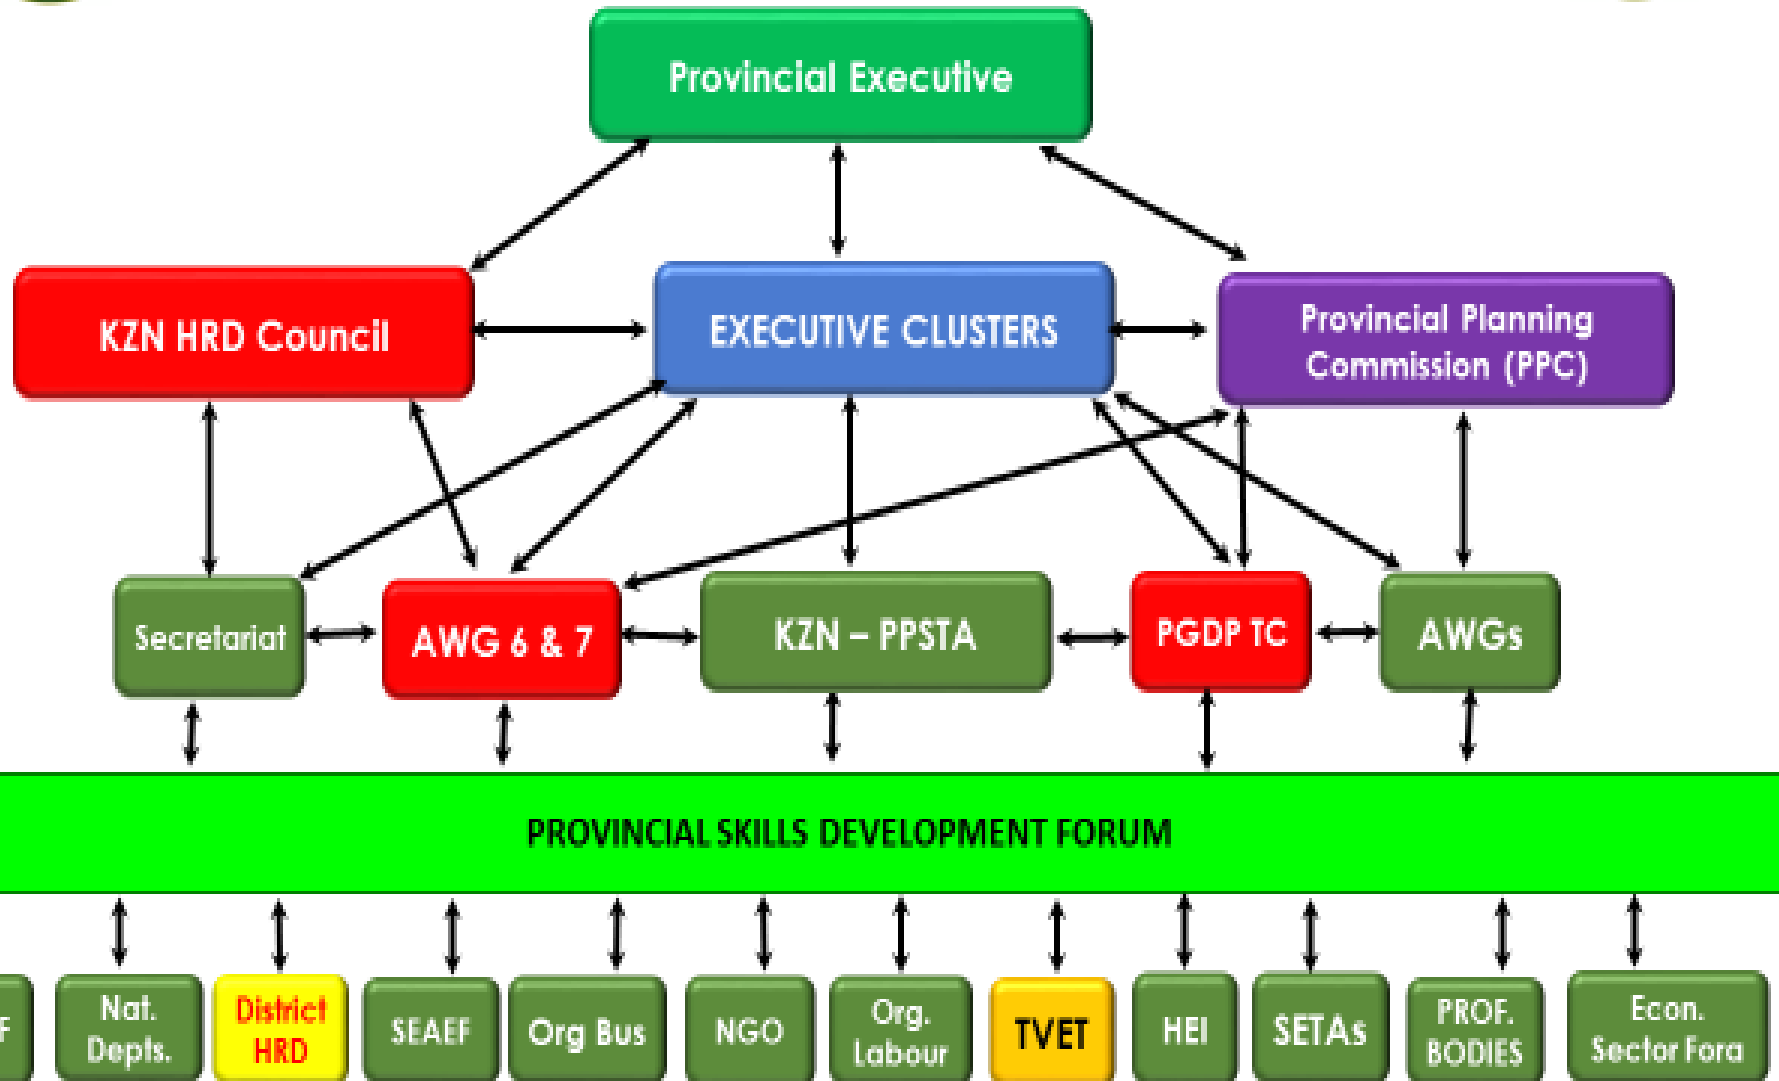 Provincial Executive
KZN HRD Council
EXECUTIVE CLUSTERS
Provincial Planning
Commission (PPC)
Secretariat
AWG 6 & 7
KZN – PPSTA
PGDP TC
AWGs
PROVINCIAL SKILLS DEVELOPMENT FORUM
F
Nat.
Depts.
District
HRD
SEAEF
Org Bus
NGO
Org.
Labour
TVET
HEI
SETAs
PROF.
BODIES
Econ.
Sector Fora